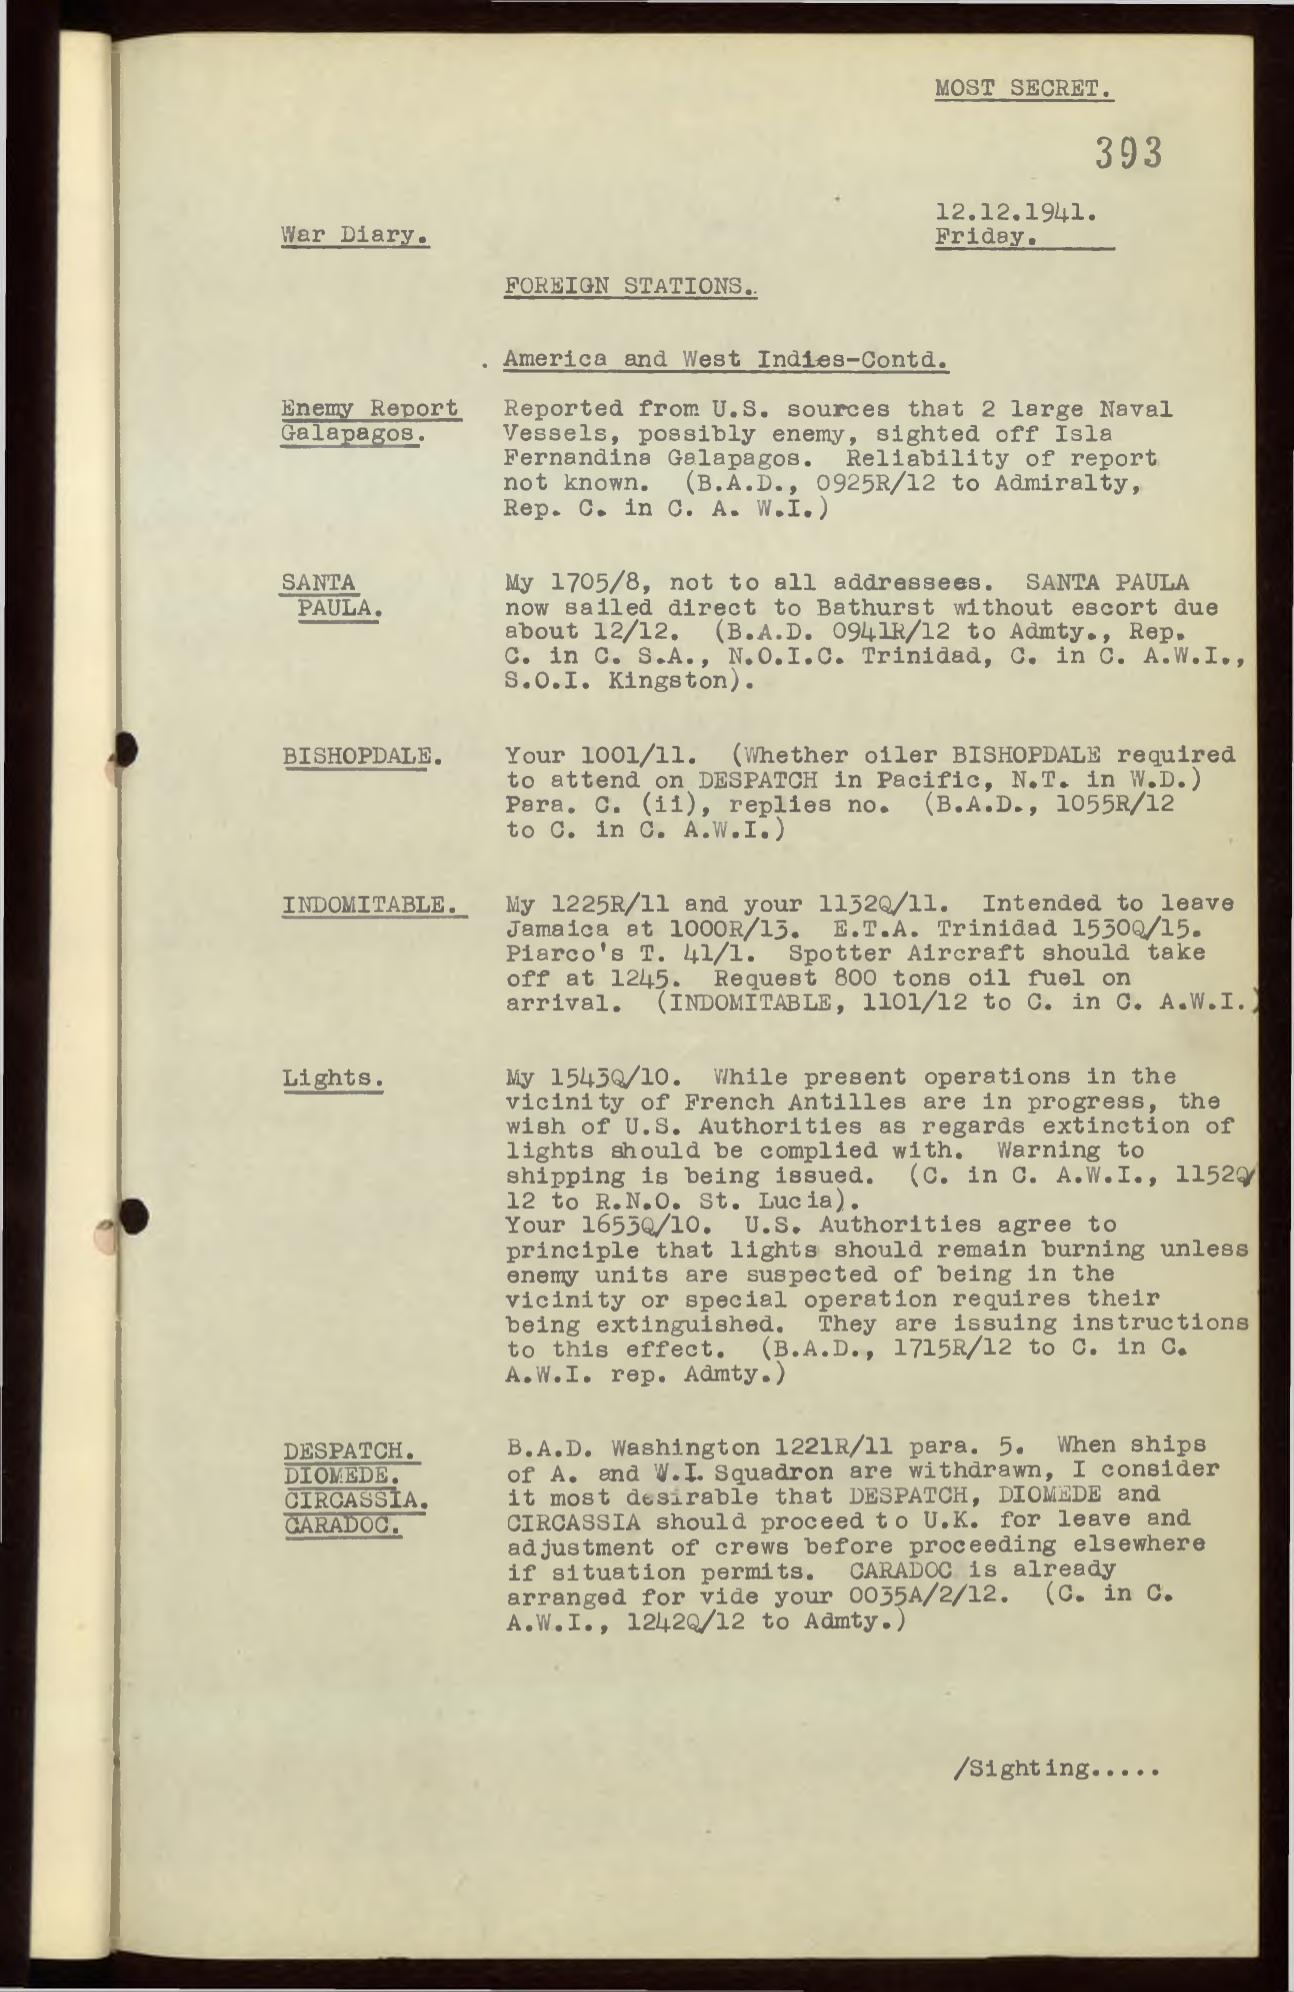 MOST SECRET.
393
12.12.1941.
War Diary.
Friday.
FOREIGN STATIONS.
America and West Indies-Contd.
Enemy Report
Galapagos.
Reported from U.S. sources that 2 large Naval
Vessels, possibly enemy, sighted off Isla
Fernandina Galapagos. Reliability of report
not known. (B.A.D., 0925R/12 to Admiralty,
Rep. C. in C. A. W.I.)
SANTA
PAULA.
My 1705/8, not to all addressees. SANTA PAULA
now sailed direct to Bathurst without escort due
about 12/12. (B.A.D. 0941R/12 to Admty., Rep.
C. in C. S.A., N.O.I.C. Trinidad, C. in C. A.W.I.,
S.O.I. Kingston).
BISHOPDALE.
Your 1001/11. (Whether oiler BISHOPDALE required
to attend on DESPATCH in Pacific, N.T. in W.D.)
Para. C. (ii), replies no. (B.A.D., 1055R/12
to C. in C. A.W.I.)
INDOMITABLE.
My 1225R/11 and your 1132Q/11. Intended to leave
Jamaica at 1000R/13. E.T.A. Trinidad 1530Q/15.
Piarco's T. 41/1. Spotter Aircraft should take
off at 1245. Request 800 tons oil fuel on
arrival. (INDOMITABLE, 1101/12 to C. in C. A.W.I.)
Lights.
My 1543Q/10. While present operations in the
vicinity of French Antilles are in progress, the
wish of U.S. Authorities as regards extinction of
lights should be complied with. Warning to
shipping is being issued. (C. in C. A.W.I., 1152Q/
12 to R.N.O. St. Lucia).
Your 1653Q/10. U.S. Authorities agree to
principle that lights should remain burning unless
enemy units are suspected of being in the
vicinity or special operation requires their
being extinguished. They are issuing instructions
to this effect. (B.A.D., 1715R/12 to C. in C.
A.W.I. rep. Admty.)
DESPATCH.
DIOMEDE.
CIRCASSIA.
CARADOC.
B.A.D. Washington 1221R/11 para. 5. When ships
of A. and W.I. Squadron are withdrawn, I consider
it most desirable that DESPATCH, DIOMEDE and
CIRCASSIA should proceed to U.K. for leave and
adjustment of crews before proceeding elsewhere
if situation permits. CARADOC is already
arranged for vide your 0035A/2/12. (C. in C.
A.W.I., 1242Q/12 to Admty.)
/Sighting.....